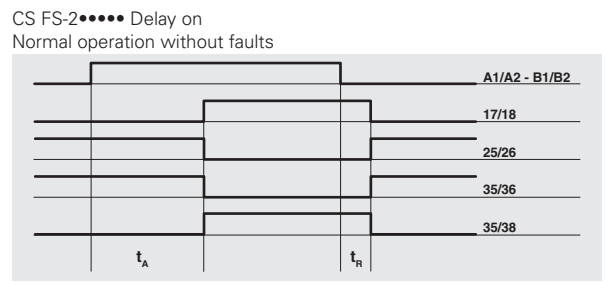 CS FS-2••••• Delay on
Normal operation without faults
A1/A2 - B1/B2
17/18
25/26
35/36
35/38
tA tR